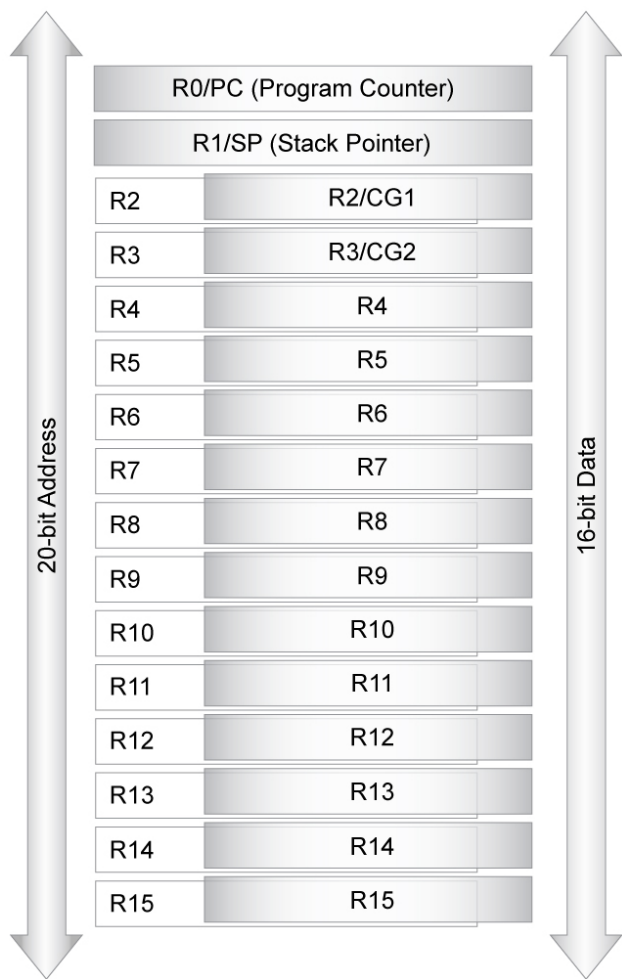 R0/PC (Program Counter)
R1/SP (Stack Pointer)
R2 R2/CG1
R3 R3/CG2
R4 R4
R5 R5
R6 R6
R7 R7
R8 R8
R9 R9
R10 R10
R11 R11
R12 R12
R13 R13
R14 R14
R15 R15
20-bit Address
16-bit Data